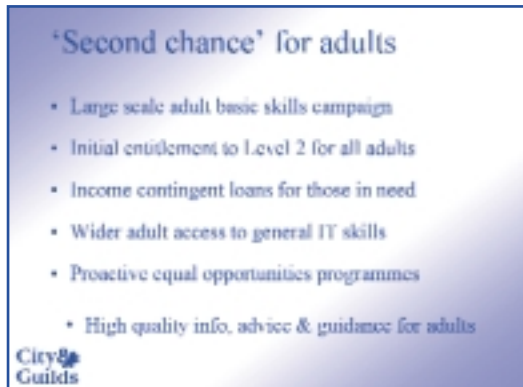 ‘Second chance’ for adults
• Large scale adult basic skills campaign
• Initial entitlement to Level 2 for all adults
• Income contingent loans for those in need
• Wider adult access to general IT skills
• Proactive equal opportunities programmes
• High quality info, advice & guidance for adults
City&
Guilds